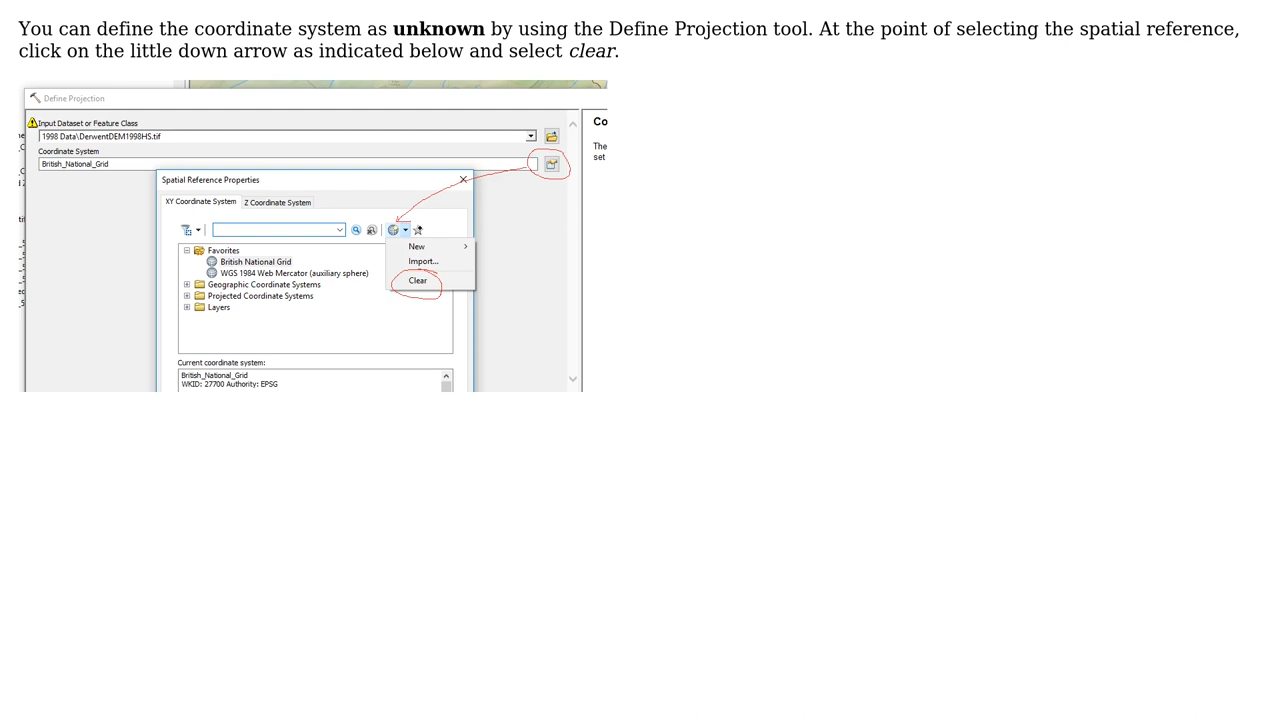 You can define the coordinate system as unknown by using the Define Projection tool. At the point of selecting the spatial reference,
click on the little down arrow as indicated below and select clear.
Define Projection
Input Dataset or Feature Class
1998 Data\DerwentDEM1998HS.tif
Coordinate System
British_National_Grid
Co
The
set
Spatial Reference Properties
XY Coordinate System
Z Coordinate System
New
Import...
Clear
Favorites
British National Grid
WGS 1984 Web Mercator (auxiliary sphere)
Geographic Coordinate Systems
Projected Coordinate Systems
Layers
Current coordinate system:
British_National_Grid
WKID: 27700 Authority: EPSG